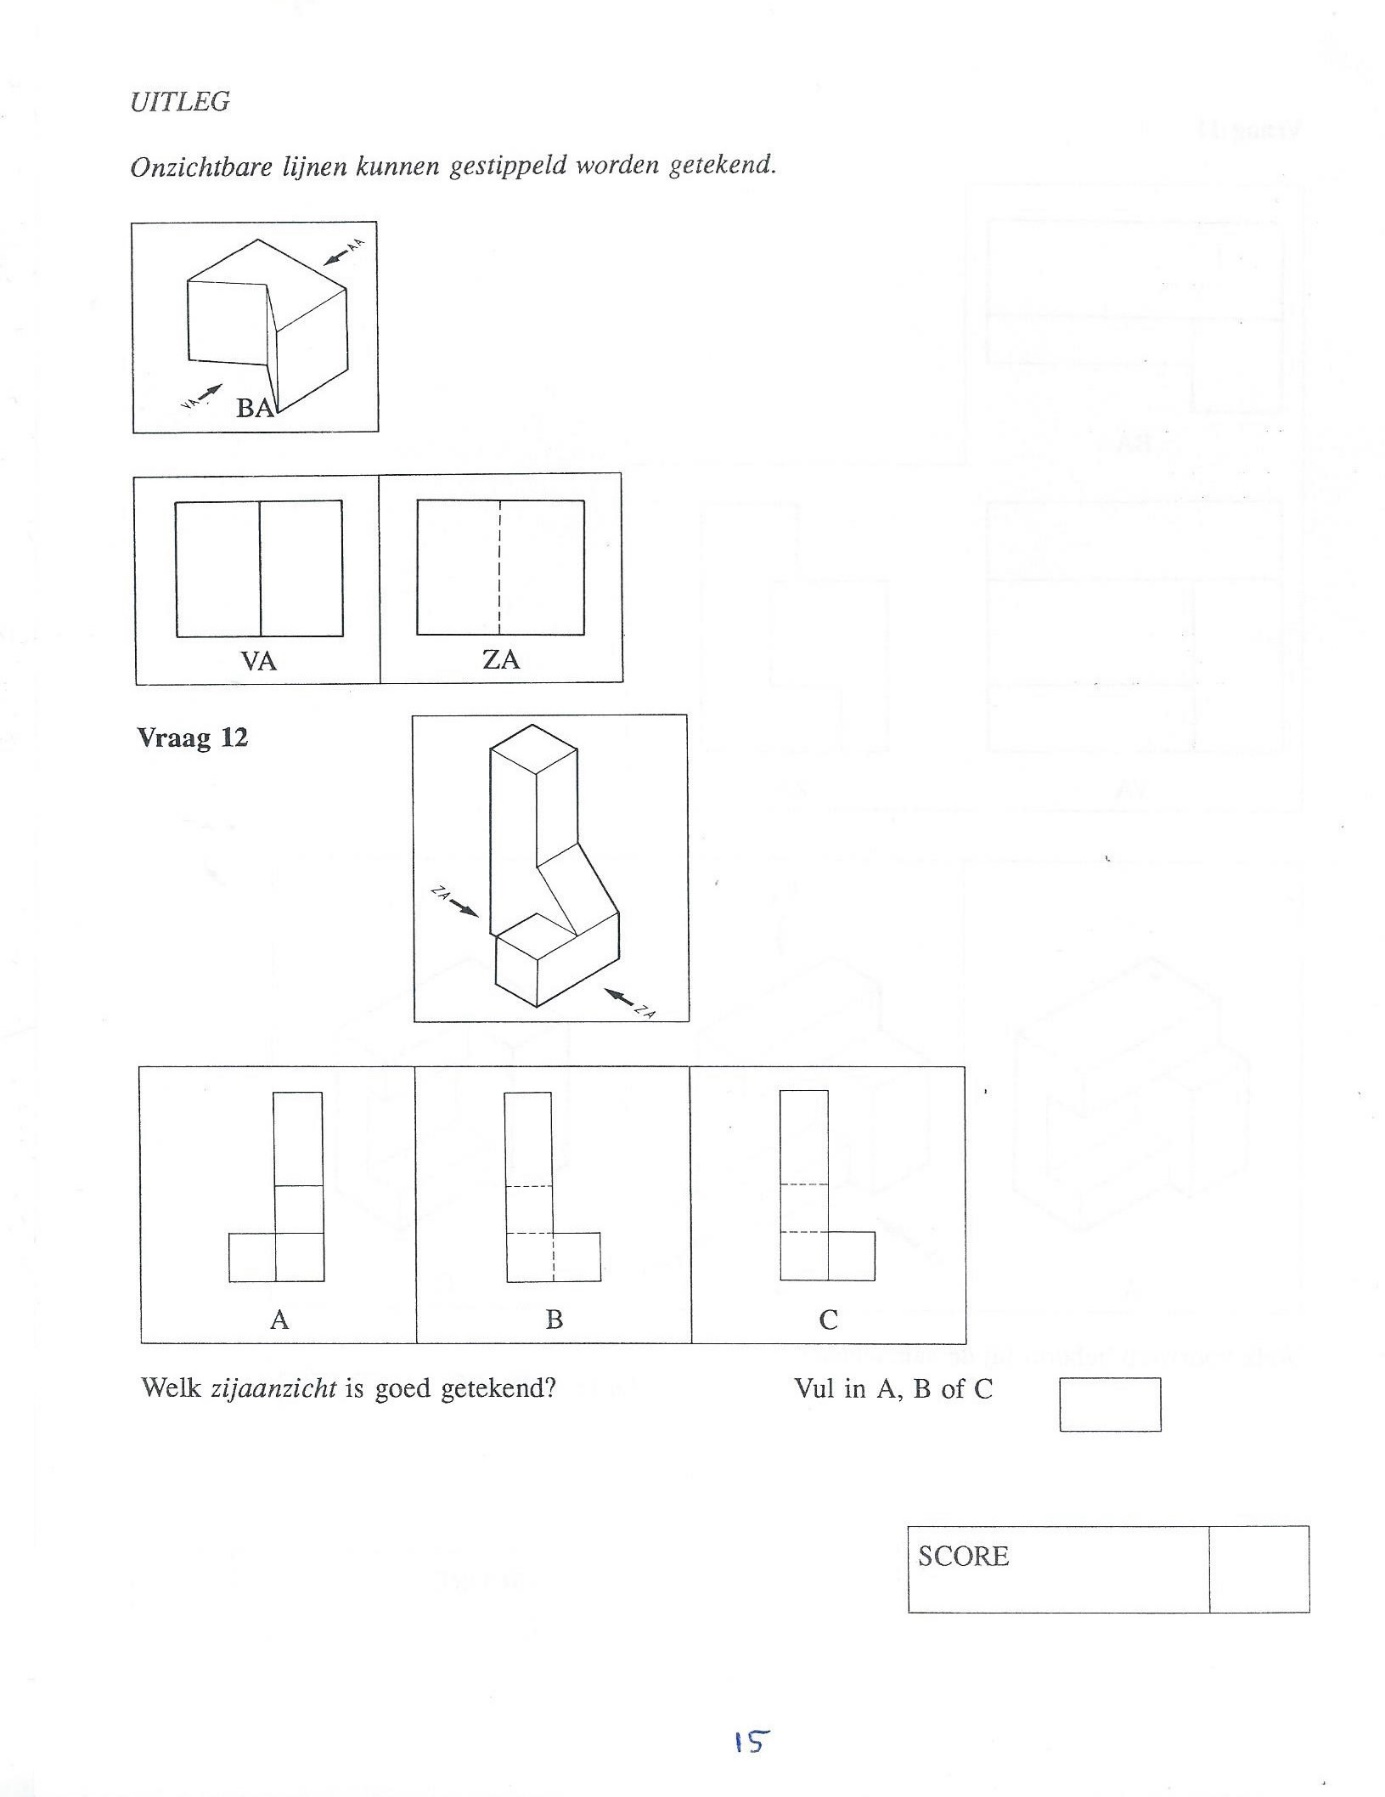 UITLEG
Onzichtbare lijnen kunnen gestippeld worden getekend.
AA
VA
BA
VA
ZA
Vraag 12
ZA
ZA
A
B
C
Welk zijaanzicht is goed getekend?
Vul in A, B of C
SCORE
15